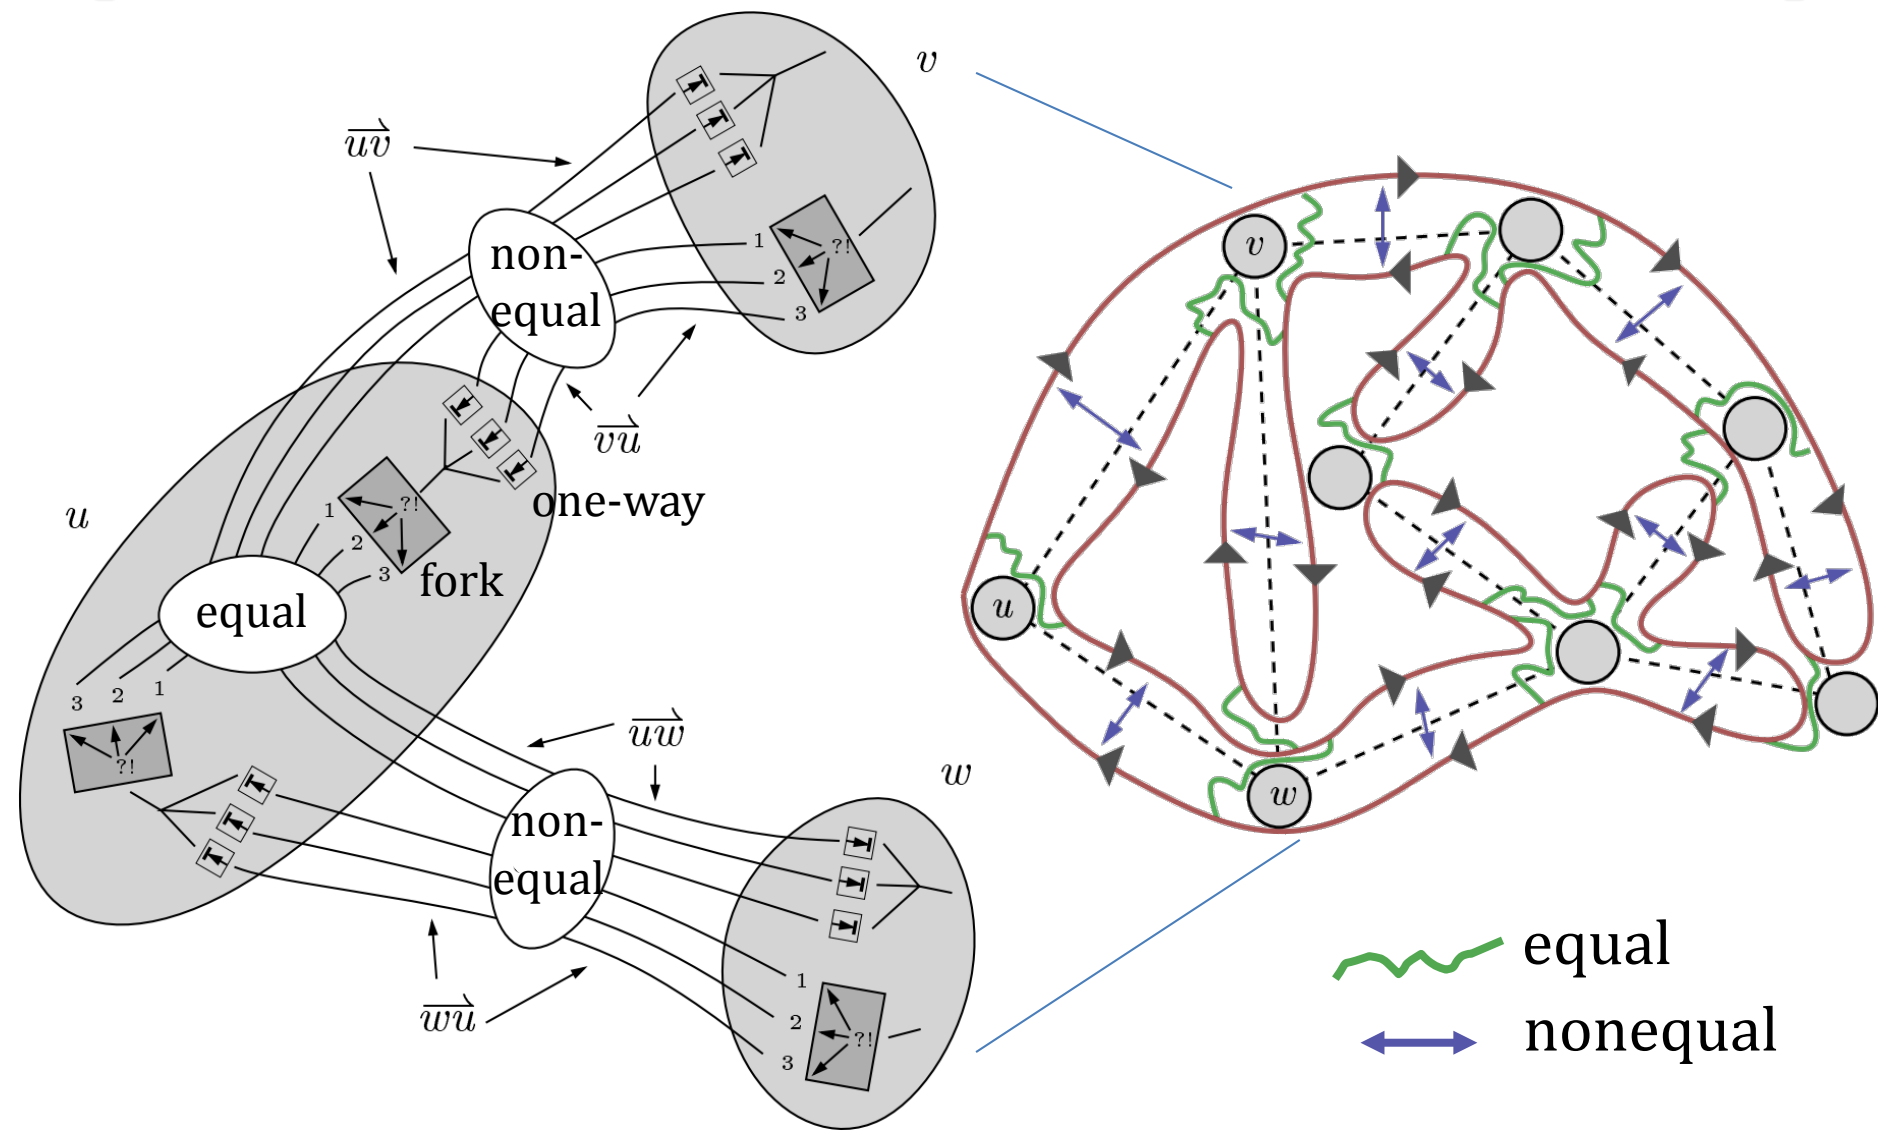 v
uv
non-
equal
1
?!
2
3
vu
one-way
u
1
?!
2
3
fork
equal
3
2
1
?!
uw
w
non-
equal
wu
1
2
?!
3
v
u
w
equal
nonequal